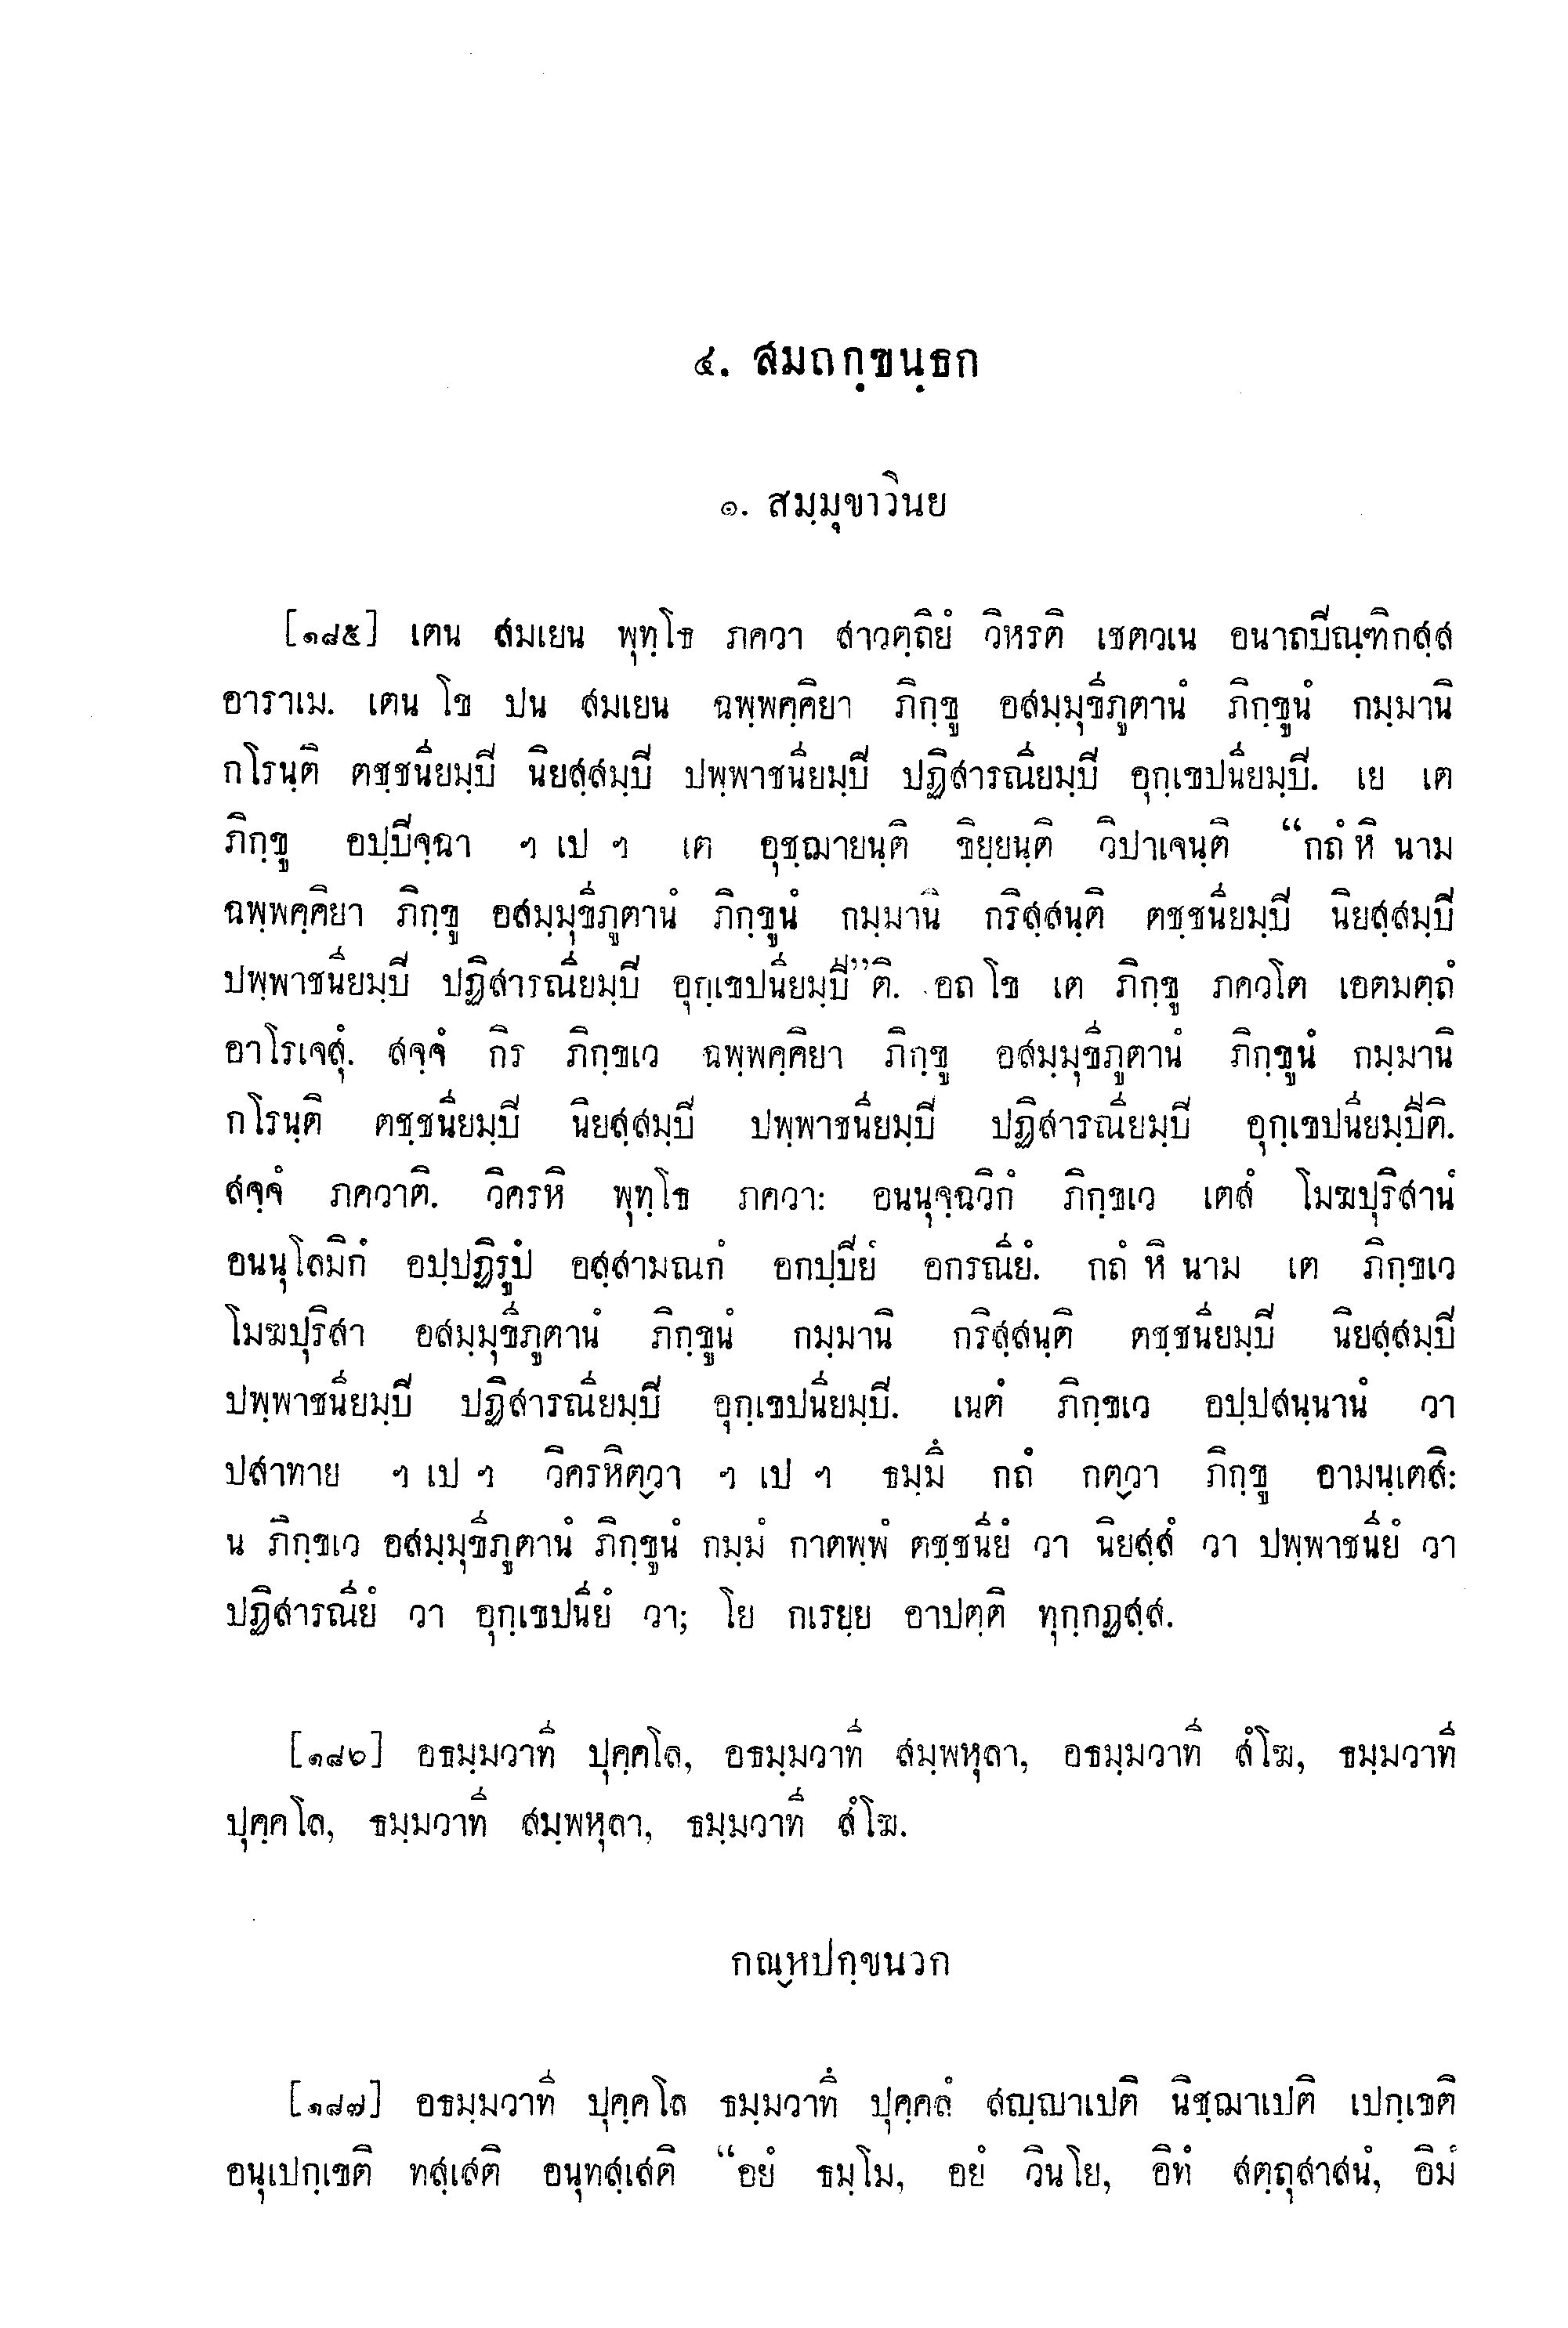 ๔. สมถกฺขนฺธก
๑. สมฺมุขาวินย
[๑๘๕] เตน สมเยน พุทฺโธ ภควา สาวตฺถิยํ วิหรติ เชตวเน อนาถปิณฺฑิกสฺส
อาราเม. เตน โข ปน สมเยน ฉพฺพคฺคิยา ภิกฺขู อสมฺมุขีภูตานํ ภิกฺขูนํ กมฺมานิ
กโรนฺติ ตชฺชนียมฺปิ นิยสฺสมฺปิ ปพฺพาชนียมฺปิ ปฏิสารณียมฺปิ อุกฺเขปนียมฺปิ. เย เต
ภิกฺขู อปฺปิจฺฉา ฯ เป ฯ เต อุชฺฌายนฺติ ขิยฺยนฺติ วิปาเจนฺติ “กถํ หิ นาม
ฉพฺพคฺคิยา ภิกฺขู อสมฺมุขีภูตานํ ภิกฺขูนํ กมฺมานิ กริสฺสนฺติ ตชฺชนียมฺปิ นิยสฺสมฺปิ
ปพฺพาชนียมฺปิ ปฏิสารณียมฺปิ อุกฺเขปนียมฺปี”ติ. อถ โข เต ภิกฺขู ภควโต เอตมตฺถํ
อาโรเจสุํ. สจฺจํ กิร ภิกฺขเว ฉพฺพคฺคิยา ภิกฺขู อสมฺมุขีภูตานํ ภิกฺขูนํ กมฺมานิ
กโรนฺติ ตชฺชนียมฺปิ นิยสฺสมฺปิ ปพฺพาชนียมฺปิ ปฏิสารณียมฺปิ อุกฺเขปนียมฺปีติ.
สจฺจํ ภควาติ. วิครหิ พุทฺโธ ภควา: อนนุจฺฉวิกํ ภิกฺขเว เตสํ โมฆปุริสานํ
อนนุโลมิกํ อปฺปฏิรูปํ อสฺสามณกํ อกปฺปิยํ อกรณียํ. กถํ หิ นาม เต ภิกฺขเว
โมฆปุริสา อสมฺมุขีภูตานํ ภิกฺขูนํ กมฺมานิ กริสฺสนฺติ ตชฺชนียมฺปิ นิยสฺสมฺปิ
ปพฺพาชนียมฺปิ ปฏิสารณียมฺปิ อุกฺเขปนียมฺปิ. เนตํ ภิกฺขเว อปฺปสนฺนานํ วา
ปสาทาย ฯ เป ฯ วิครหิตฺวา ฯ เป ฯ ธมฺมึ กถํ กตฺวา ภิกฺขู อามนฺเตสิ:
น ภิกฺขเว อสมฺมุขีภูตานํ ภิกฺขูนํ กมฺมํ กาตพฺพํ ตชฺชนียํ วา นิยสฺสํ วา ปพฺพาชนียํ วา
ปฏิสารณียํ วา อุกฺเขปนียํ วา; โย กเรยฺย อาปตฺติ ทุกฺกฏสฺส.
[๑๘๖] อธมฺมวาที ปุคฺคโล, อธมฺมวาที สมฺพหุลา, อธมฺมวาที สํโฆ, ธมฺมวาที
ปุคฺคโล, ธมฺมวาที สมฺพหุลา, ธมฺมวาที สํโฆ.
กณฺหปกฺขนวก
[๑๘๗] อธมฺมวาที ปุคฺคโล ธมฺมวาทึ ปุคฺคลํ สญฺญาเปติ นิชฺฌาเปติ เปกฺเขติ
อนุเปกฺเขติ ทสฺเสติ อนุทสฺเสติ “อยํ ธมฺโม, อยํ วินโย, อิทํ สตฺถุสาสนํ, อิมํ